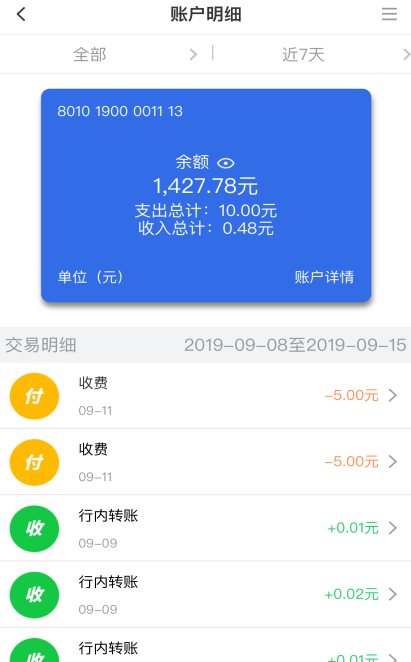 账户明细
全部
近7天
8010 1900 0011 13
余额
1,427.78元
支出总计：10.00元
收入总计：0.48元
单位（元）
账户详情
交易明细
2019-09-08至2019-09-15
付
收费
-5.00元
09-11
付
收费
-5.00元
09-11
收
行内转账
+0.01元
09-09
收
行内转账
+0.02元
09-09
收
行内转账
+0.01元